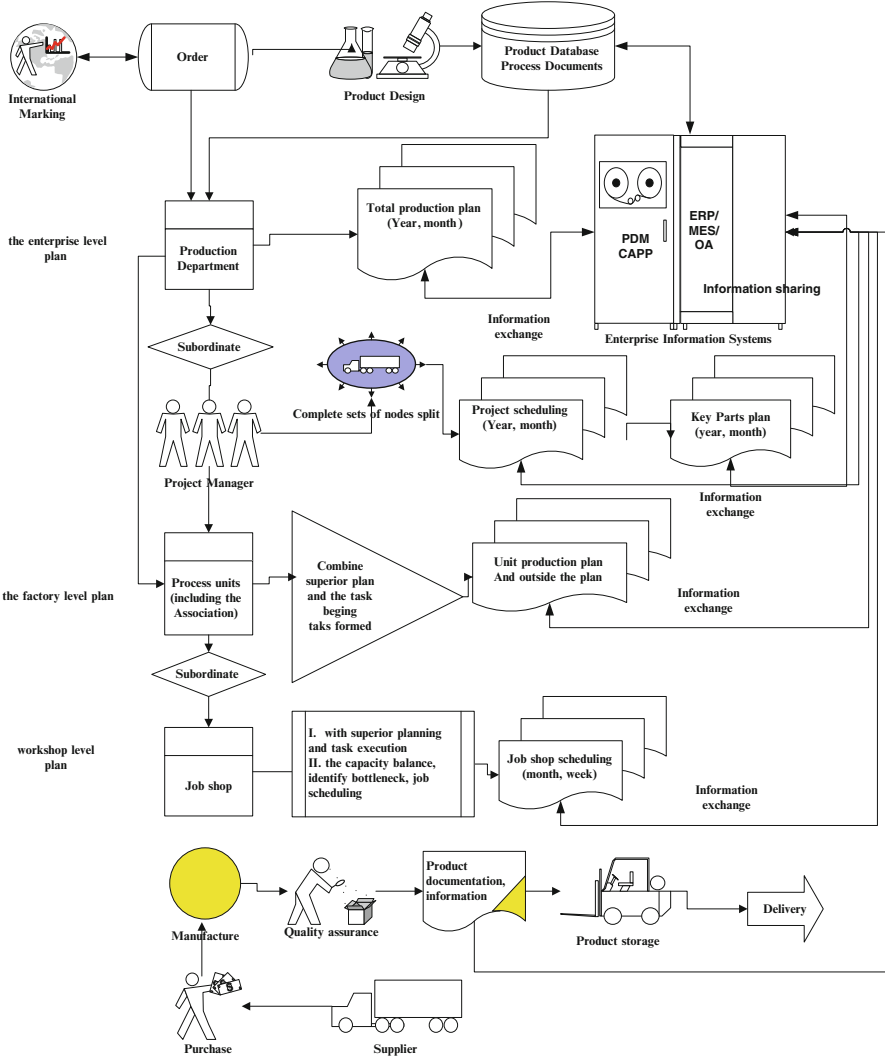 Order
International
Marking
Product Design
Product Database
Process Documents
the enterprise level
plan
Production
Department
Total production plan
(Year, month)
PDM
CAPP
ERP/
MES/
OA
Information sharing
Enterprise Information Systems
Information
exchange
Subordinate
Complete sets of nodes split
Project scheduling
(Year, month)
Key Parts plan
(year, month)
Project Manager
Information
exchange
the factory level plan
Process units
(including the
Association)
Combine
superior plan
and the task
beging
taks formed
Unit production plan
And outside the plan
Information
exchange
Subordinate
workshop level
plan
Job shop
I. with superior planning
and task execution
II. the capacity balance,
identify bottleneck, job
scheduling
Job shop scheduling
(month, week)
Information
exchange
Manufacture
Quality assurance
Product
documentation,
information
Product storage
Delivery
Purchase
Supplier